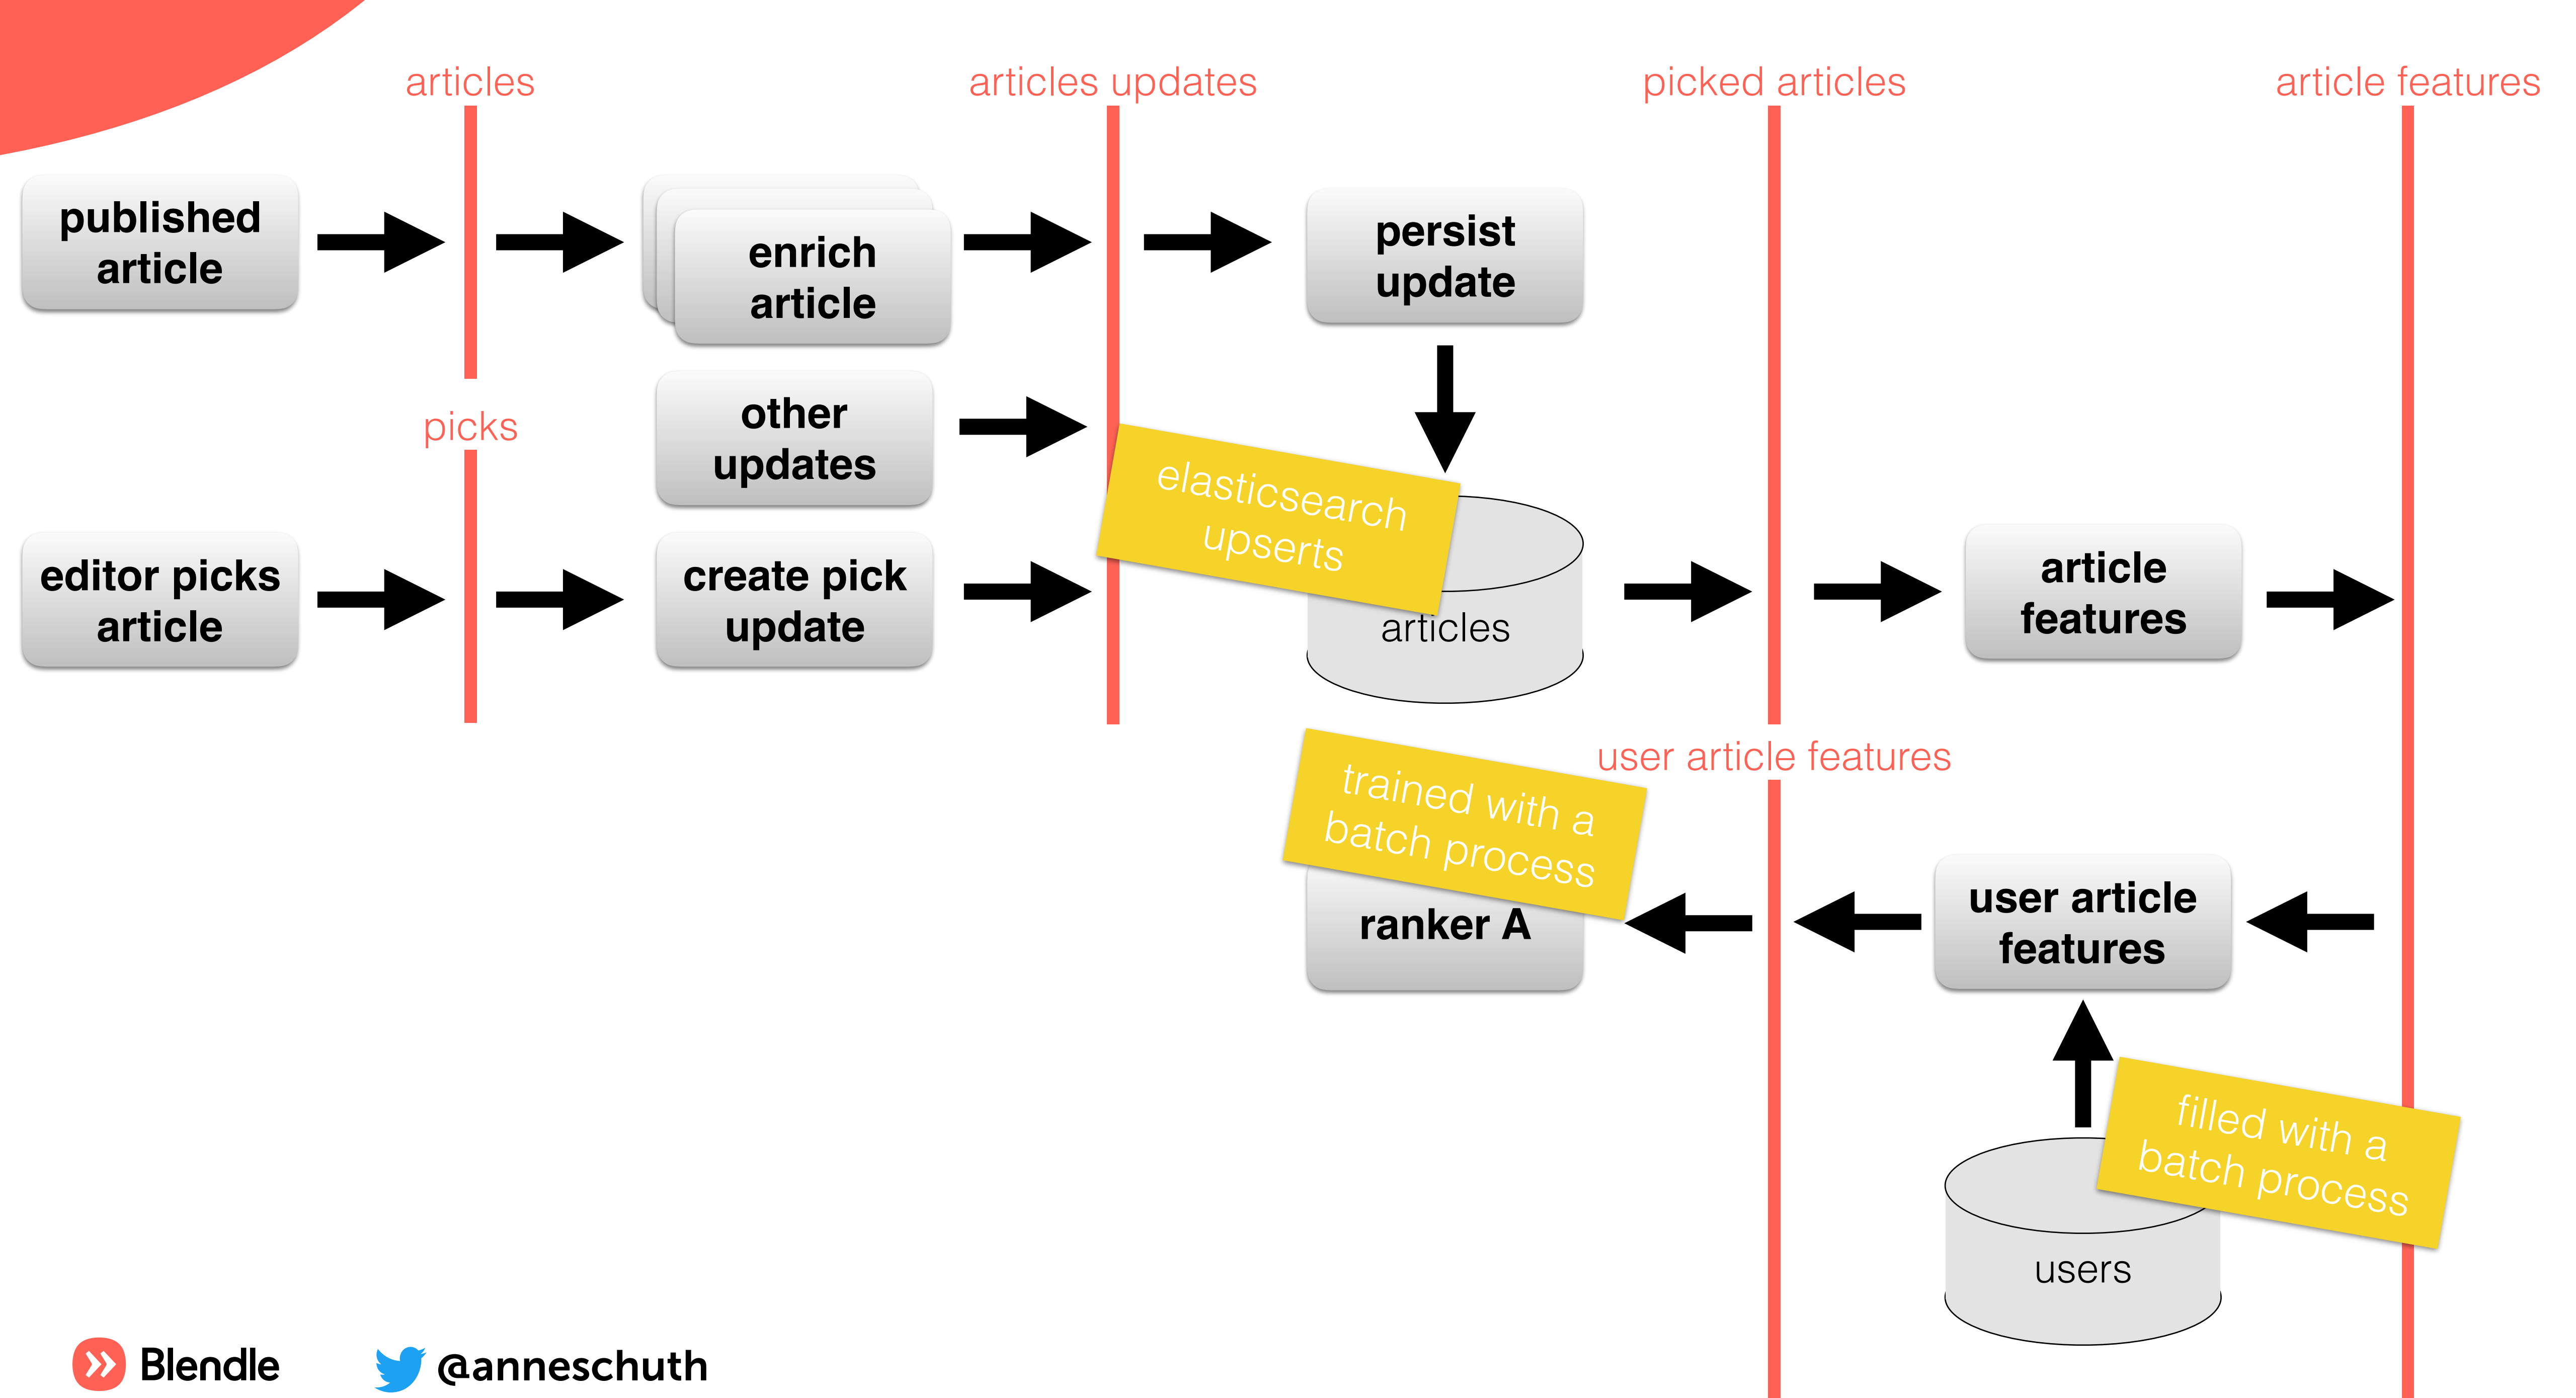 articles
articles updates
picked articles
article features
published
article
enrich
article
persist
update
picks
other
updates
elasticsearch
upserts
editor picks
article
create pick
update
articles
article
features
user article features
trained with a
batch process
ranker A
user article
features
filled with a
batch process
users
Blendle
@anneschuth